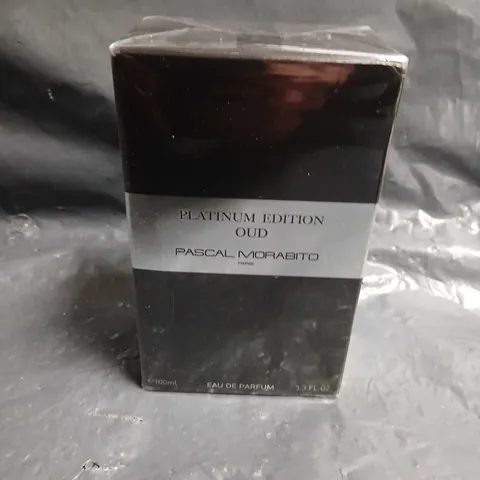 PLATINUM EDITION
OUD
PASCAL MORABITO
PARIS
℮100ml EAU DE PARFUM 3.3 FL.OZ